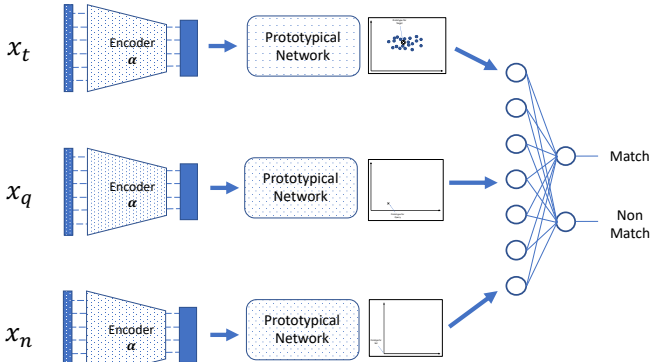 x_t
Encoder
α
Prototypical
Network
x_q
Encoder
α
Prototypical
Network
Match
Non
Match
x_n
Encoder
α
Prototypical
Network